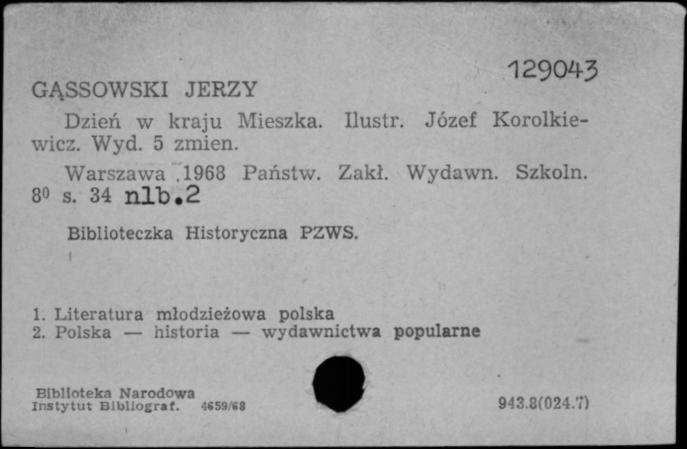 129043
GĄSSOWSKI JERZY
Dzień w kraju Mieszka. Ilustr. Józef Korolkie-
wicz. Wyd. 5 zmien.
Warszawa 1968 Państw. Zakł. Wydawn. Szkoln.
8⁰ s. 34 nlb.2
Biblioteczka Historyczna PZWS.
1. Literatura młodzieżowa polska
2. Polska — historia — wydawnictwa popularne
Biblioteka Narodowa
Instytut Bibliograf. 4659/68
943.8(024.7)